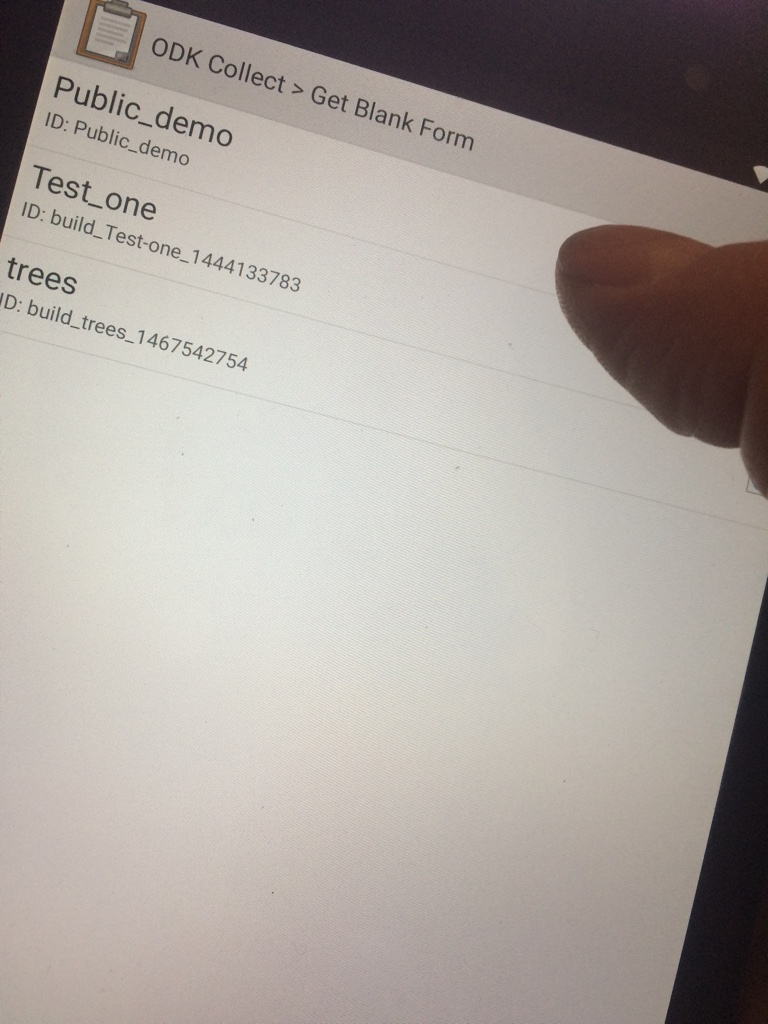 ODK Collect > Get Blank Form
Public_demo
ID: Public_demo
Test_one
ID: build_Test-one_1444133783
trees
ID: build_trees_1467542754